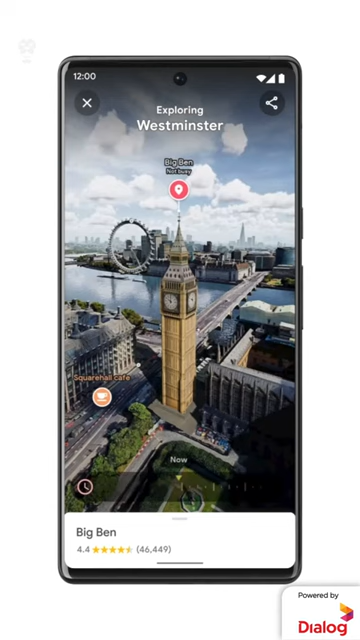 12:00
Exploring
Westminster
Big Ben
Not busy
Squarehall cafe
Now
Big Ben
4.4 (46,449)
Powered by
Dialog